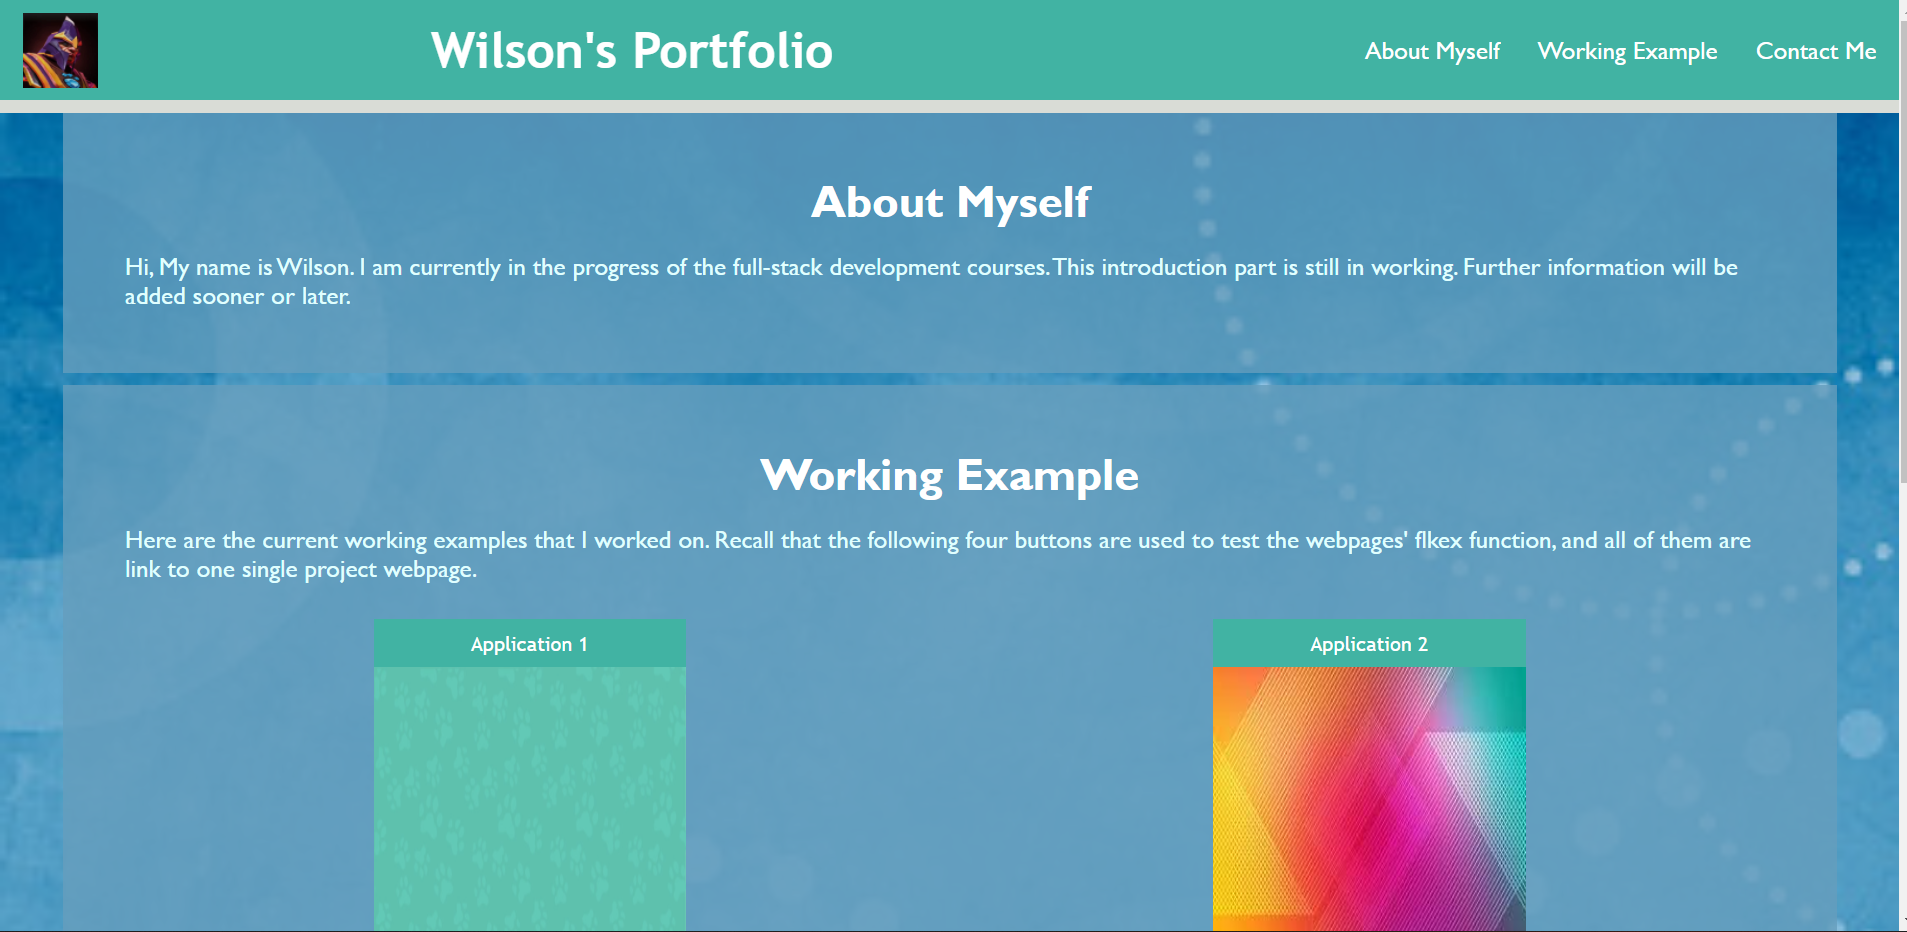 Wilson's Portfolio
About Myself
Working Example
Contact Me
About Myself
Hi, My name is Wilson. I am currently in the progress of the full-stack development courses. This introduction part is still in working. Further information will be
added sooner or later.
Working Example
Here are the current working examples that I worked on. Recall that the following four buttons are used to test the webpages' flkex function, and all of them are
link to one single project webpage.
Application 1
Application 2